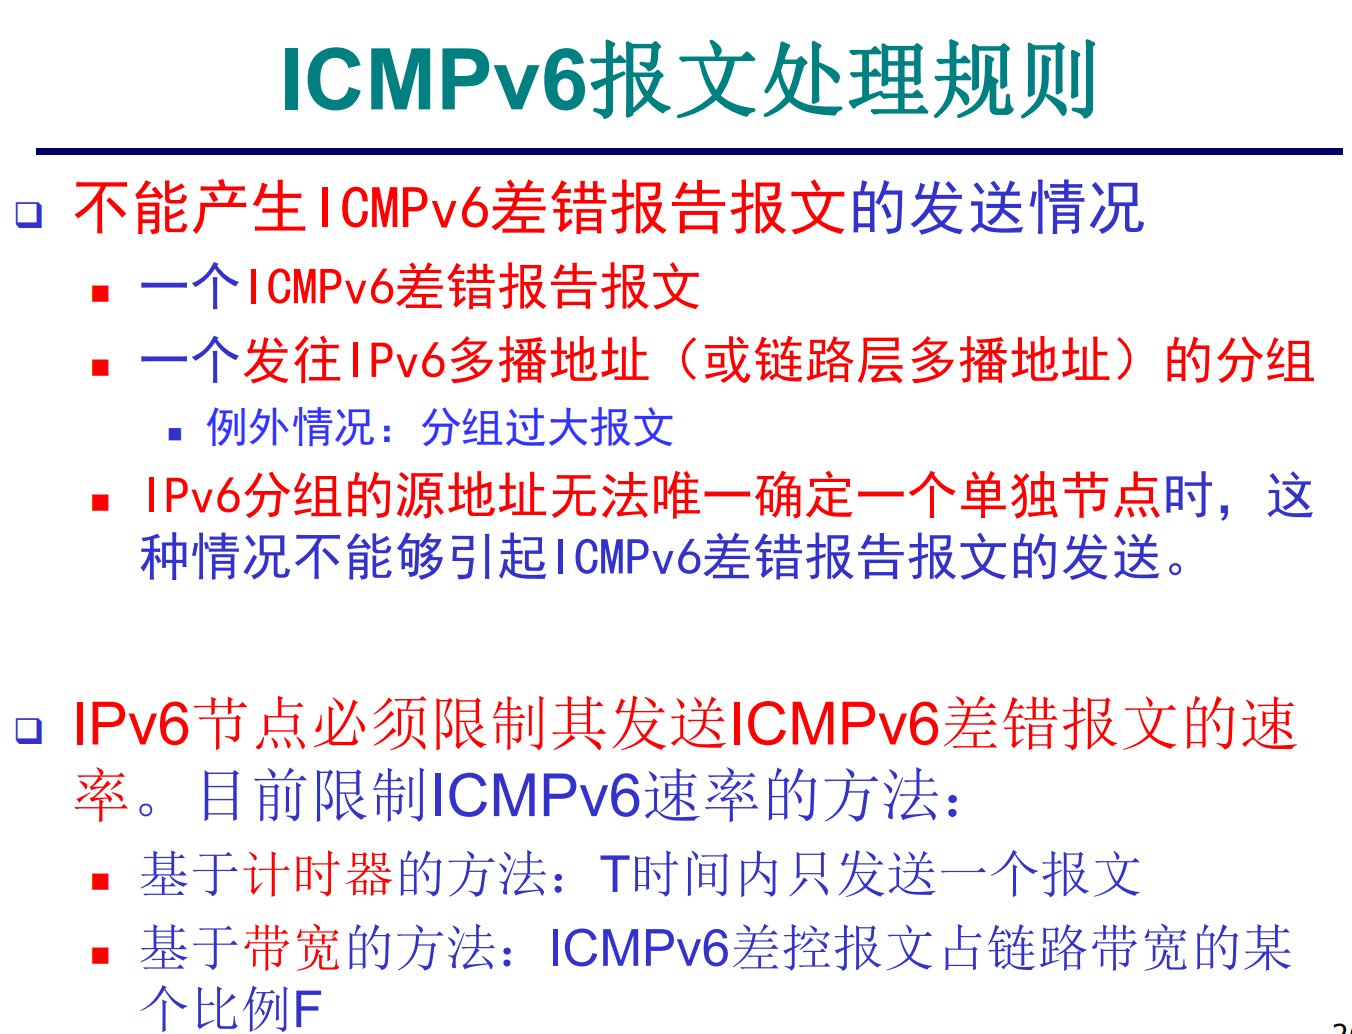 ICMPv6报文处理规则
不能产生ICMPv6差错报告报文的发送情况
一个ICMPv6差错报告报文
一个发往IPv6多播地址（或链路层多播地址）的分组
例外情况：分组过大报文
IPv6分组的源地址无法唯一确定一个单独节点时，这
种情况不能够引起ICMPv6差错报告报文的发送。
IPv6节点必须限制其发送ICMPv6差错报文的速
率。目前限制ICMPv6速率的方法：
基于计时器的方法：T时间内只发送一个报文
基于带宽的方法：ICMPv6差控报文占链路带宽的某
个比例F